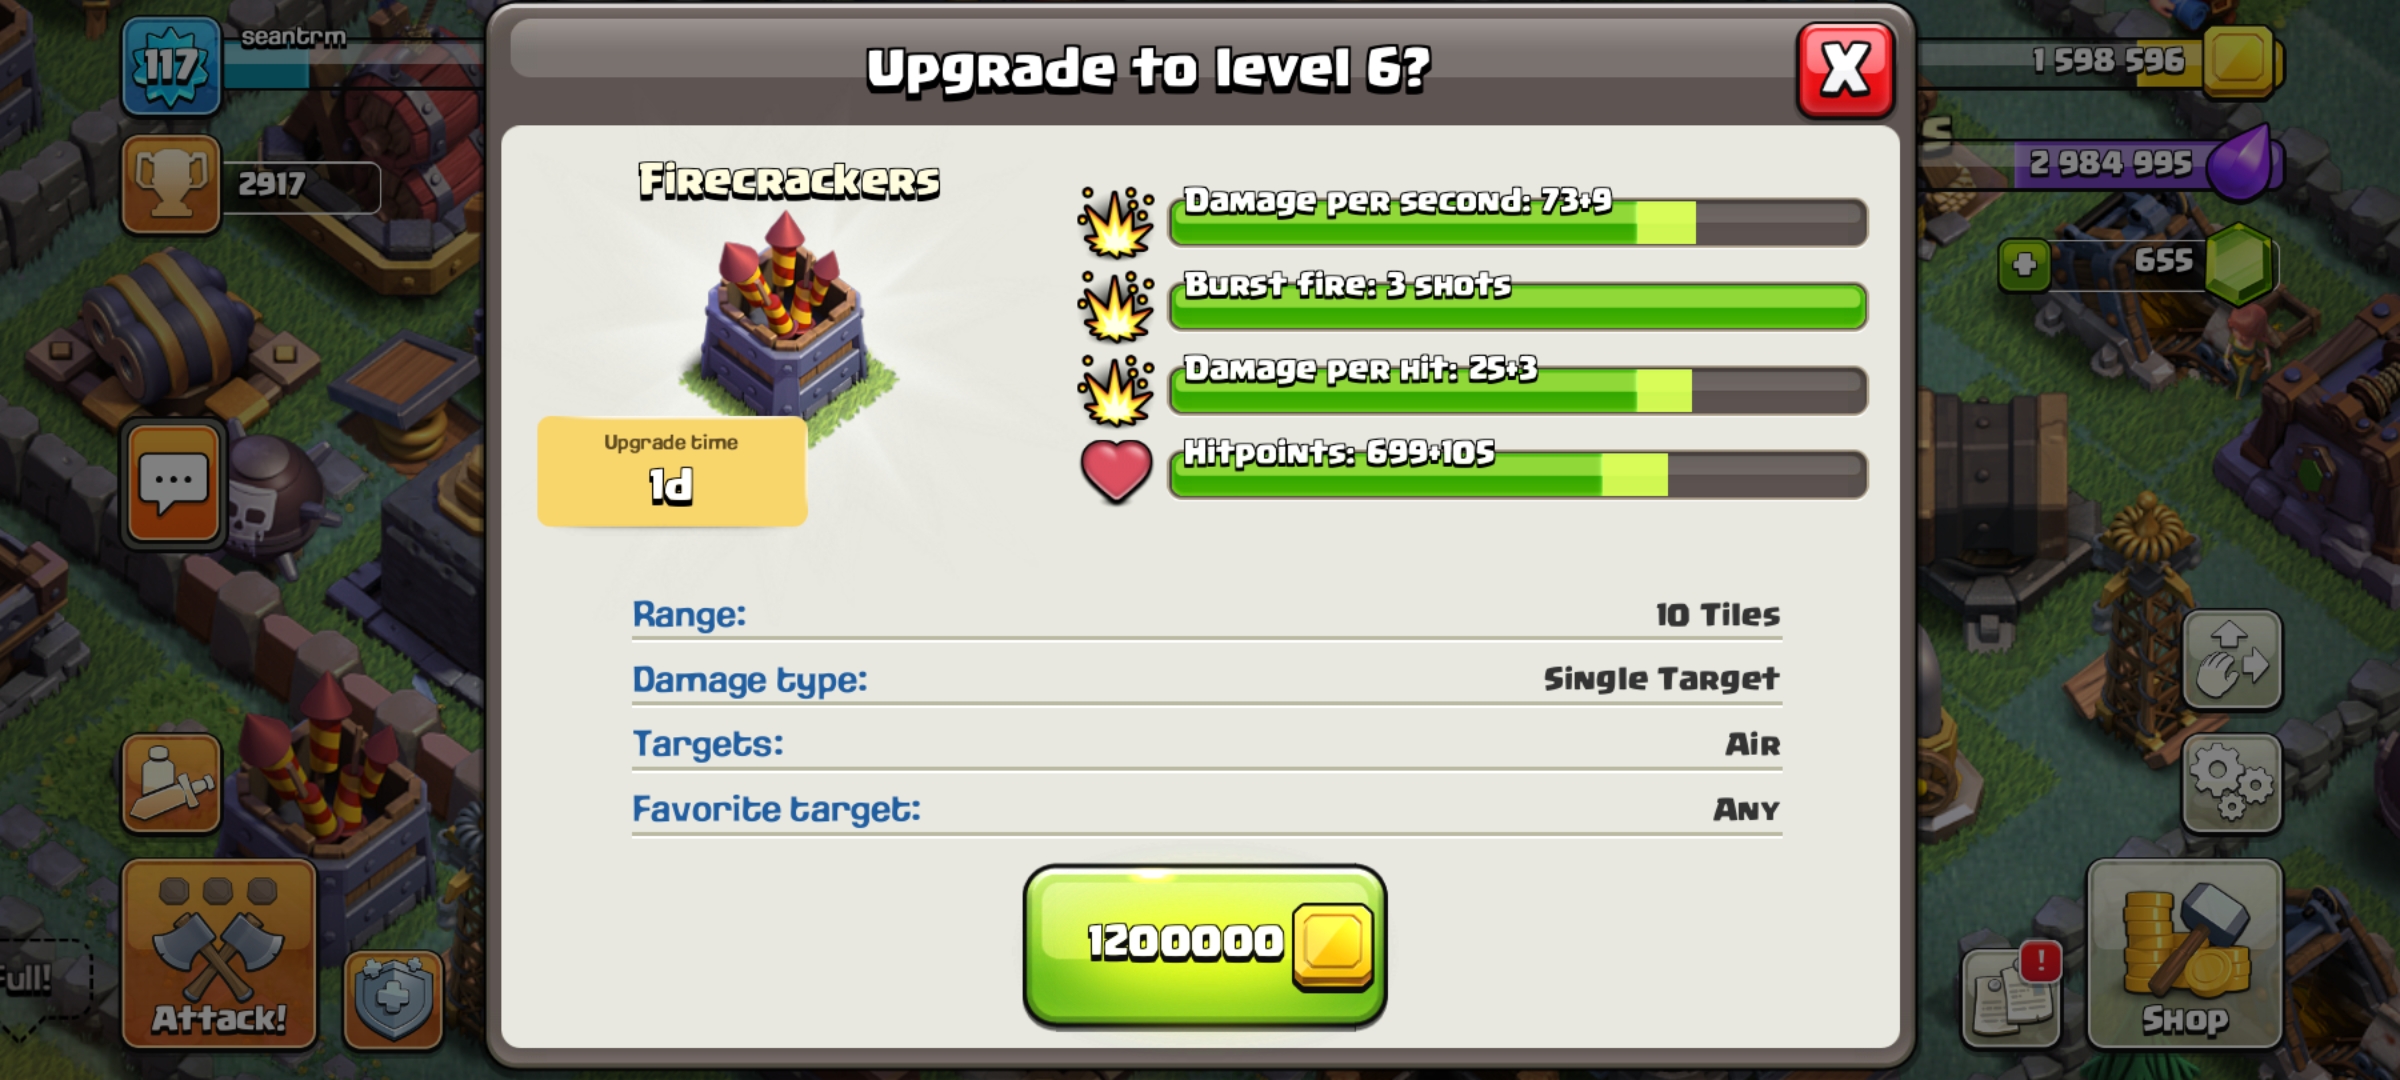 117
seantrm
2917
Upgrade to level 6?
X
1 598 596
2 984 995
655
Firecrackers
Upgrade time
1d
Damage per second: 73+9
Burst fire: 3 shots
Damage per hit: 25+3
Hitpoints: 699+105
Range: 10 Tiles
Damage type: Single Target
Targets: Air
Favorite target: Any
1200000
Full!
Attack!
!
Shop